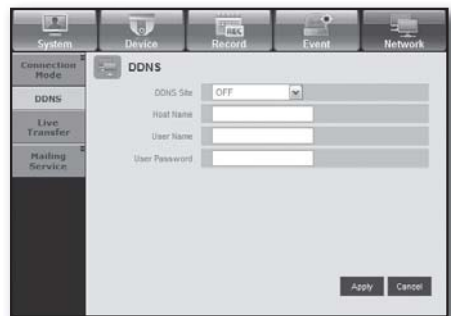 System Device Record Event Network
REC
Connection
Mode
DDNS
Live
Transfer
Mailing
Service
DDNS
DDNS Site OFF
Host Name
User Name
User Password
Apply Cancel